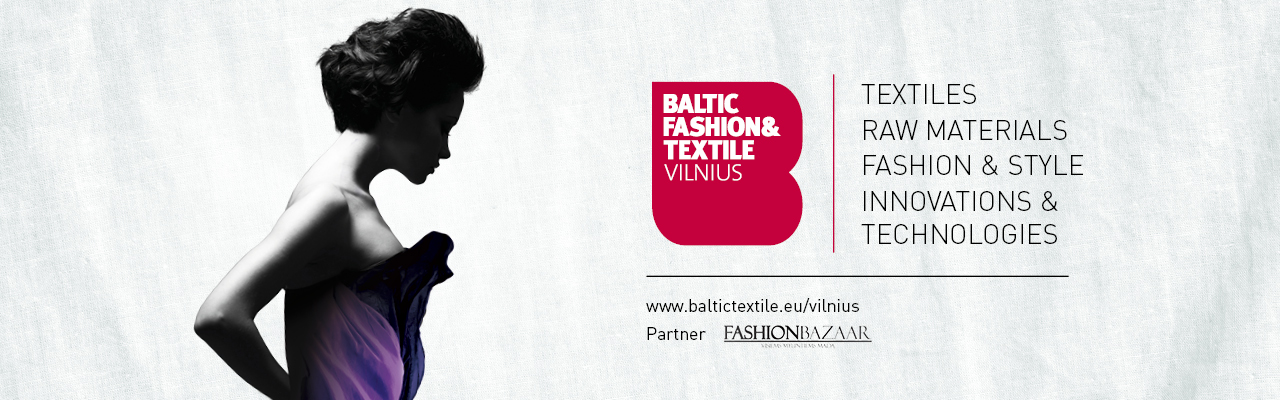 BALTIC
FASHION&
TEXTILE
VILNIUS
TEXTILES
RAW MATERIALS
FASHION & STYLE
INNOVATIONS &
TECHNOLOGIES
www.baltictextile.eu/vilnius
Partner FASHIONBAZAAR